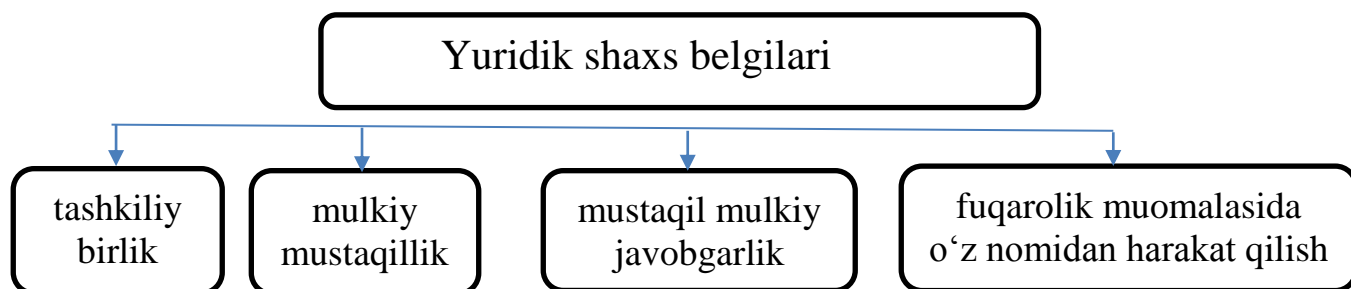 Yuridik shaxs belgilari
tashkiliy
birlik
mulkiy
mustaqillik
mustaqil mulkiy
javobgarlik
fuqarolik muomalasida
o‘z nomidan harakat qilish